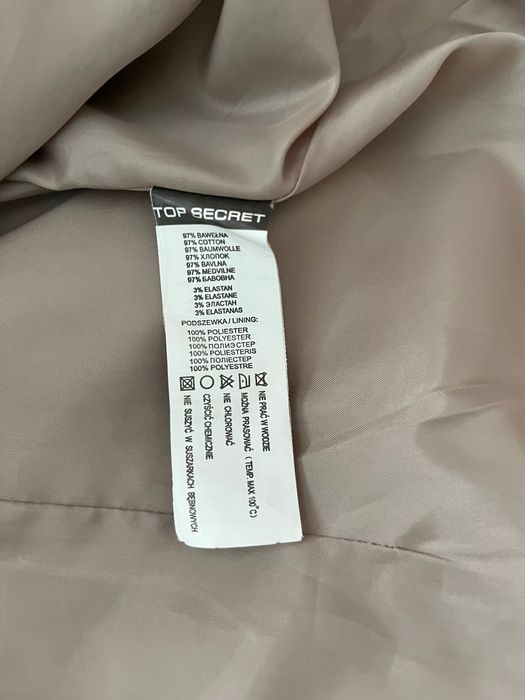 TOP SECRET
97% BAWEŁNA
97% COTTON
97% BAUMWOLLE
97% ХЛОПОК
97% BAVLNA
97% MEDVILNE
97% БАВОВНА
3% ELASTAN
3% ELASTANE
3% ЭЛАСТАН
3% ELASTANAS
PODSZEWKA / LINING:
100% POLIESTER
100% POLYESTER
100% ПОЛИЭСТЕР
100% POLIESTERIS
100% ПОЛІЕСТЕР
100% POLYESTRE
NIE PRAĆ W WODZIE
MOŻNA PRASOWAĆ ( TEMP. MAX 100°C)
NIE CHLOROWAĆ
CZYŚCIĆ CHEMICZNIE
NIE SUSZYĆ W SUSZARKACH BĘBNOWYCH